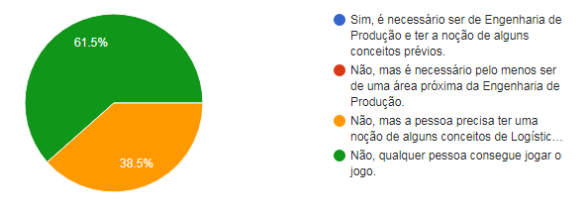 61.5%
38.5%
Sim, é necessário ser de Engenharia de
Produção e ter a noção de alguns
conceitos prévios.
Não, mas é necessário pelo menos ser
de uma área próxima da Engenharia de
Produção.
Não, mas a pessoa precisa ter uma
noção de alguns conceitos de Logístic…
Não, qualquer pessoa consegue jogar o
jogo.